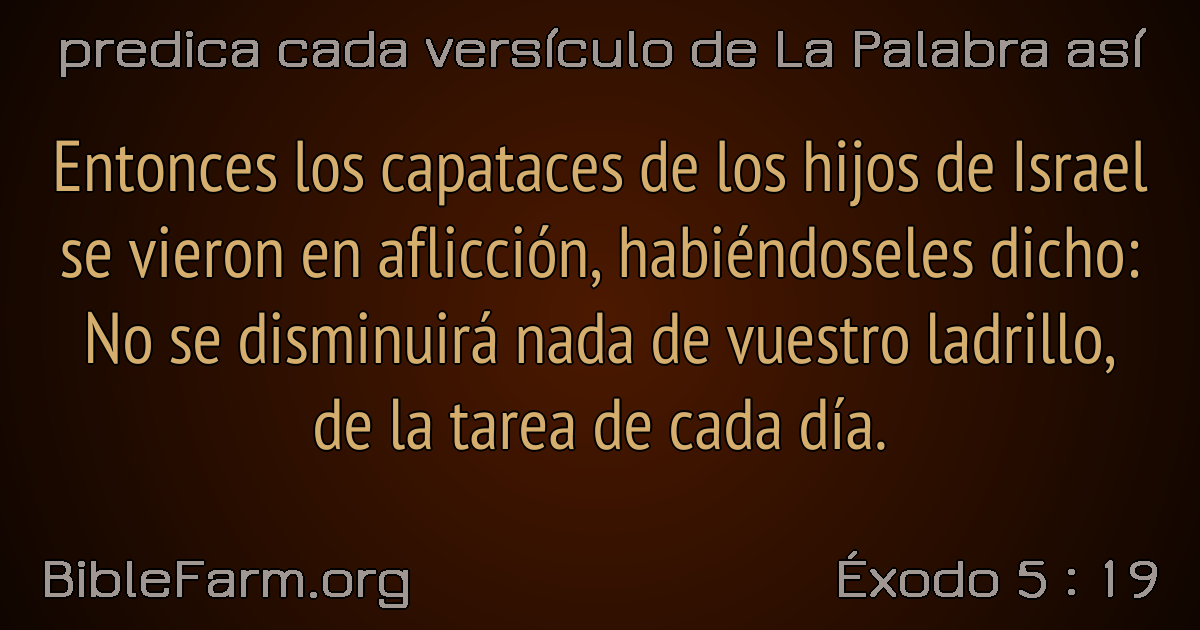 predica cada versículo de La Palabra así
Entonces los capataces de los hijos de Israel
se vieron en aflicción, habiéndoseles dicho:
No se disminuirá nada de vuestro ladrillo,
de la tarea de cada día.
BibleFarm.org
Éxodo 5 : 19